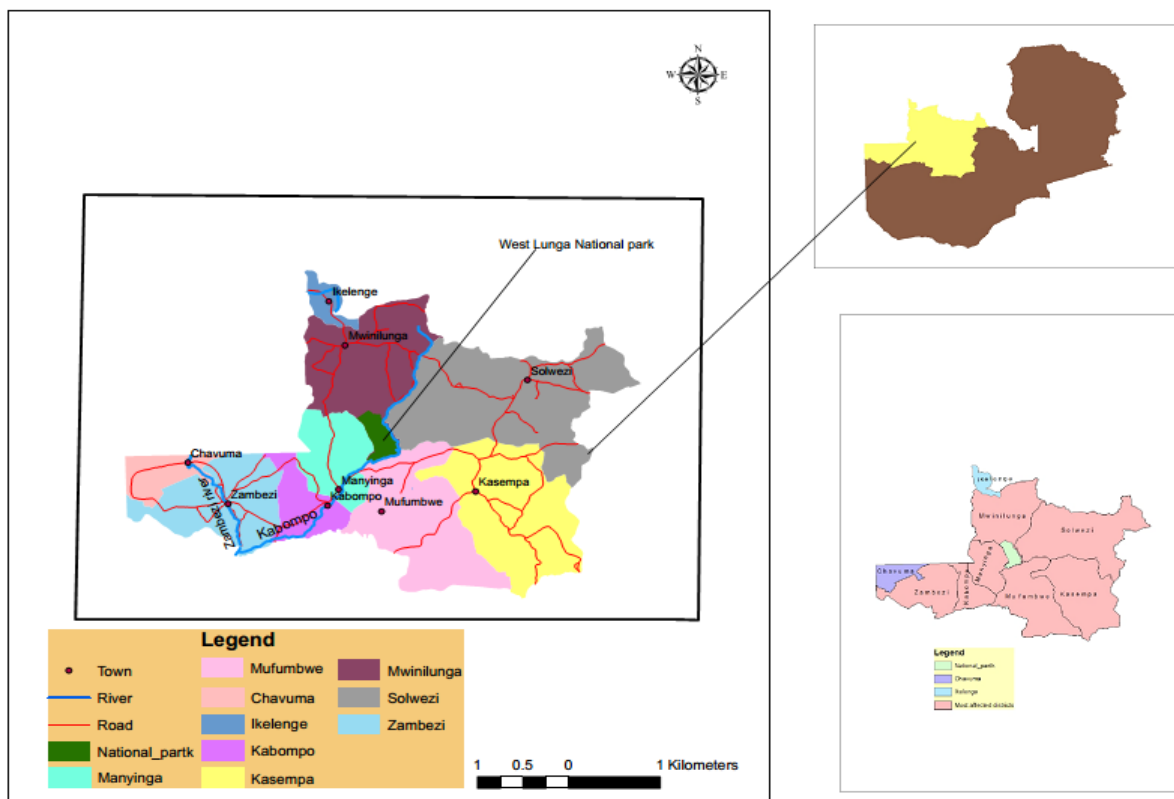 N
W E
S
West Lunga National park
Ikelenge
Mwinilunga
Solwezi
Chavuma
Manyinga
Zambezi
Kabompo
Kasempa
Mufumbwe
Zambezi river
Kabompo
Legend
Town
River
Road
National_partk
Manyinga
Mufumbwe
Chavuma
Ikelenge
Kabompo
Kasempa
Mwinilunga
Solwezi
Zambezi
1 0.5 0 1 Kilometers
Ikelenge
Mwinilunga
Solwezi
Manyinga
Chavuma
Zambezi
Kabompo
Mufumbwe
Kasempa
Legend
National_partk
Chavuma
Ikelenge
Most affected districts